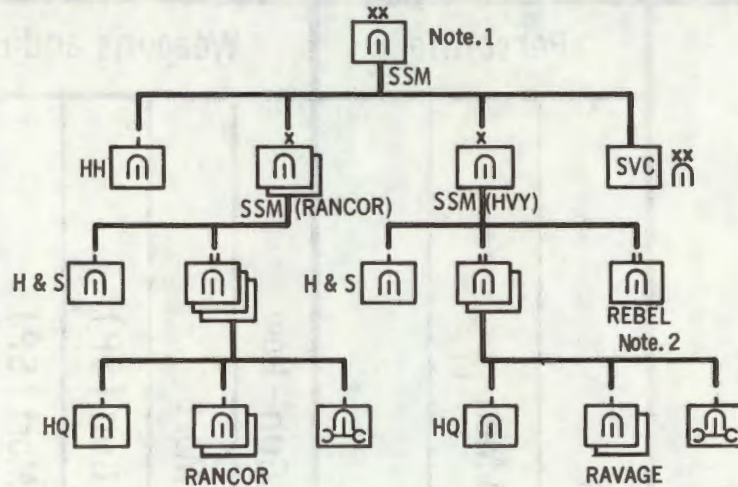 xx
Note. 1
SSM
HH
x
x
SVC
xx
SSM (RANCOR)
SSM (HVY)
H & S
H & S
REBEL
Note. 2
HQ
RANCOR
HQ
RAVAGE